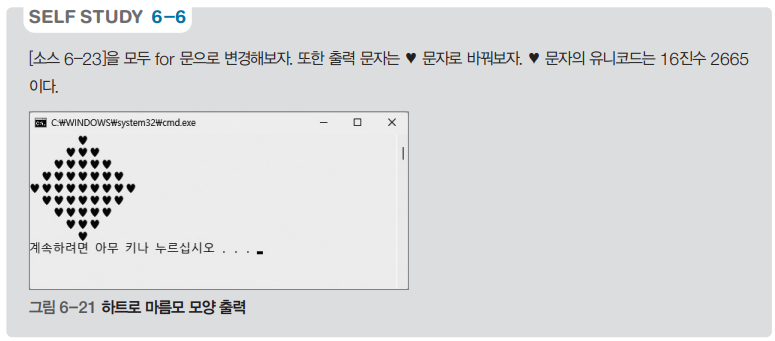 SELF STUDY 6-6
[소스 6-23]을 모두 for 문으로 변경해보자. 또한 출력 문자는 ♥ 문자로 바꿔보자. ♥ 문자의 유니코드는 16진수 2665
이다.
C:₩WINDOWS₩system32₩cmd.exe
♥
♥♥♥
♥♥♥♥♥
♥♥♥♥♥♥♥
♥♥♥♥♥♥♥♥♥
♥♥♥♥♥♥♥
♥♥♥♥♥
♥♥♥
♥
계속하려면 아무 키나 누르십시오 . . .
그림 6-21 하트로 마름모 모양 출력